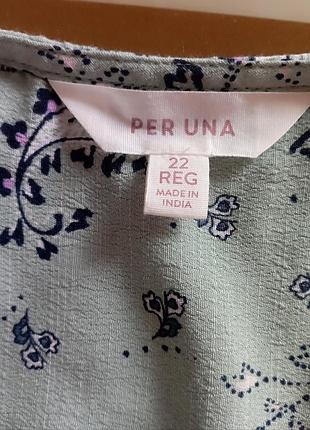 PER UNA
22
REG
MADE IN
INDIA